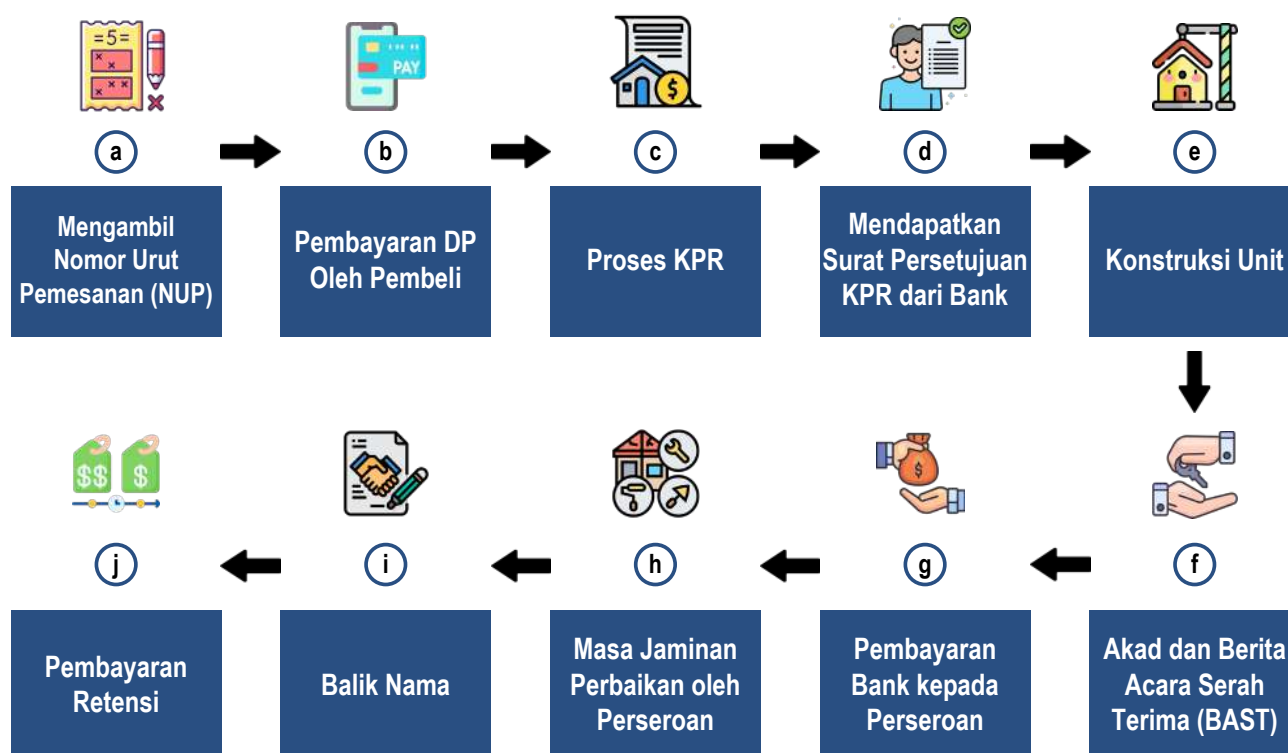 =5=
PAY
$
a
b
c
d
e
Mengambil
Nomor Urut
Pemesanan (NUP)
Pembayaran DP
Oleh Pembeli
Proses KPR
Mendapatkan
Surat Persetujuan
KPR dari Bank
Konstruksi Unit
$$
$
$
f
g
h
i
j
Akad dan Berita
Acara Serah
Terima (BAST)
Pembayaran
Bank kepada
Perseroan
Masa Jaminan
Perbaikan oleh
Perseroan
Balik Nama
Pembayaran
Retensi